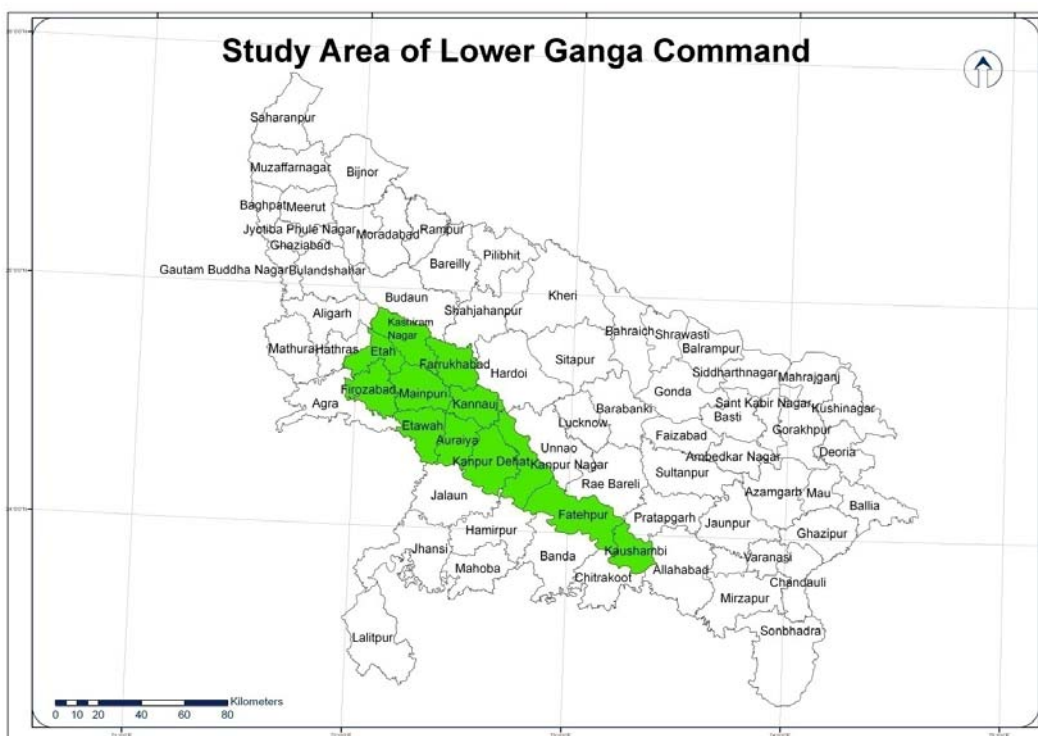 Study Area of Lower Ganga Command
Saharanpur
Muzaffarnagar
Bijnor
Baghpat
Meerut
Jyotiba Phule Nagar
Moradabad
Rampur
Ghaziabad
Pilibhit
Bareilly
Gautam Buddha Nagar
Bulandshahar
Kheri
Budaun
Aligarh
Shahjahanpur
Kashiram
Nagar
Bahraich
Shrawasti
Mathura
Hathras
Etah
Balrampur
Sitapur
Farrukhabad
Hardoi
Siddharthnagar
Mahrajganj
Firozabad
Mainpuri
Gonda
Agra
Kannauj
Barabanki
Sant Kabir Nagar
Kushinagar
Basti
Etawah
Lucknow
Gorakhpur
Auraiya
Faizabad
Unnao
Deoria
Ambedkar Nagar
Kanpur Dehat
Kanpur Nagar
Sultanpur
Rae Bareli
Jalaun
Azamgarh
Mau
Ballia
Fatehpur
Pratapgarh
Jaunpur
Hamirpur
Ghazipur
Jhansi
Banda
Kaushambi
Varanasi
Mahoba
Allahabad
Chitrakoot
Chandauli
Mirzapur
Lalitpur
Sonbhadra
Kilometers
0 10 20 40 60 80